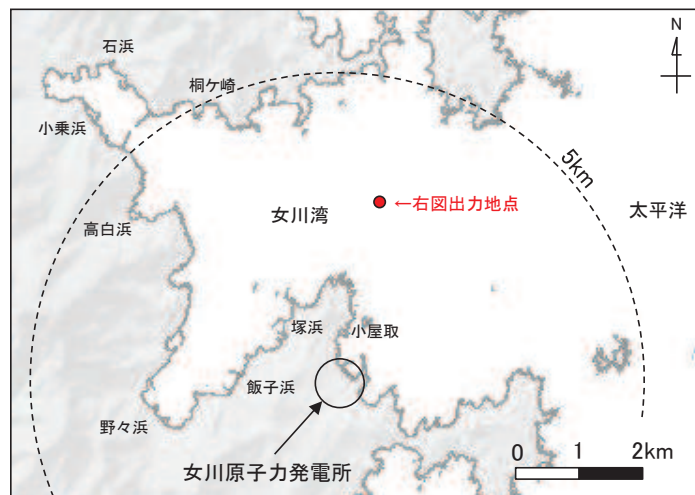 石浜
N
桐ケ崎
小乗浜
5km
←右図出力地点
太平洋
女川湾
高白浜
塚浜
小屋取
飯子浜
野々浜
女川原子力発電所
0 1 2km